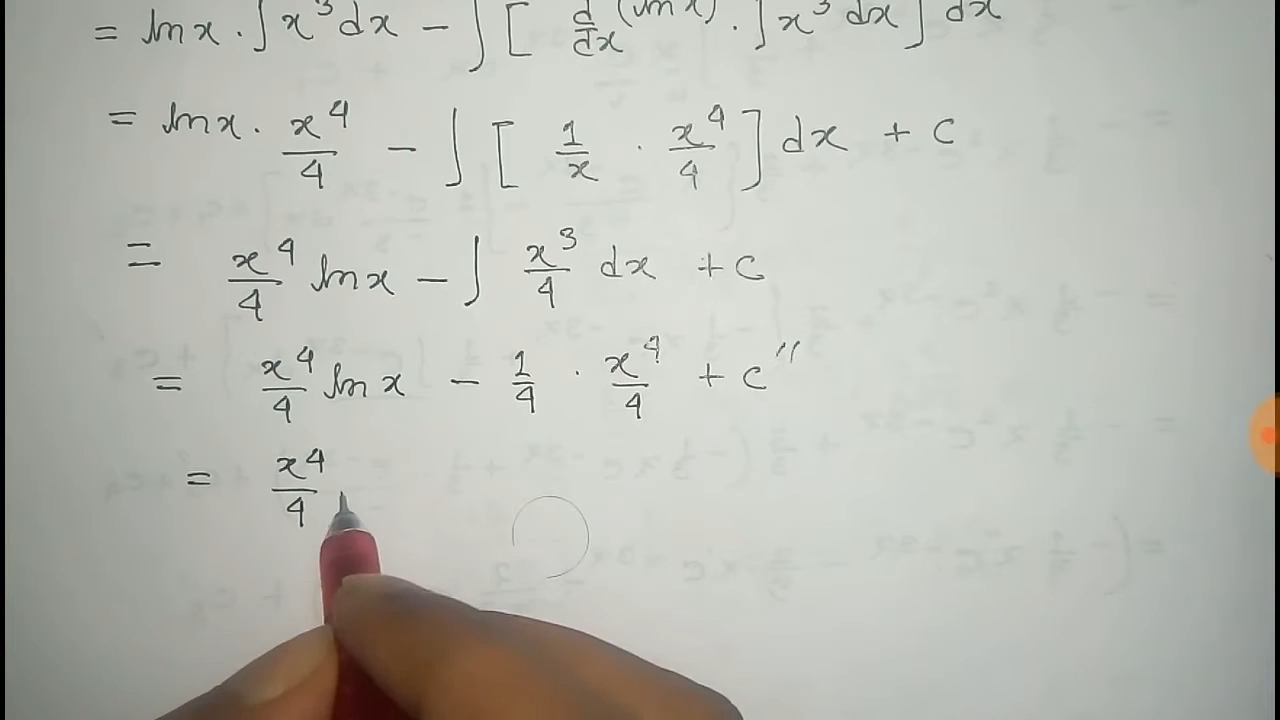 = ln x . ∫ x³ dx − ∫ [ d/dx (ln x) . ∫ x³ dx ] dx
= ln x . x⁴/4 − ∫ [ 1/x . x⁴/4 ] dx + c
= x⁴/4 ln x − ∫ x³/4 dx + c
= x⁴/4 ln x − 1/4 . x⁴/4 + c″
= x⁴/4